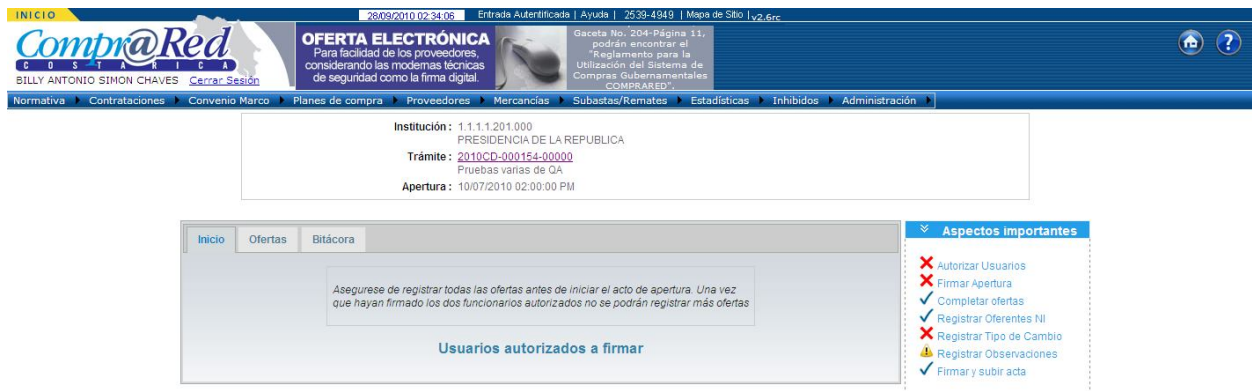 INICIO
28/09/2010 02:34:06 Entrada Autentificada | Ayuda | 2539-4949 | Mapa de Sitio | v2.6rc
Compr@Red
COSTA RICA
BILLY ANTONIO SIMON CHAVES Cerrar Sesión
OFERTA ELECTRÓNICA
Para facilidad de los proveedores,
considerando las modernas técnicas
de seguridad como la firma digital.
Gaceta No. 204-Página 11,
podrán encontrar el
"Reglamento para la
Utilización del Sistema de
Compras Gubernamentales
COMPRARED",
?
Normativa Contrataciones Convenio Marco Planes de compra Proveedores Mercancías Subastas/Remates Estadísticas Inhibidos Administración
Institución : 1.1.1.1.201.000
PRESIDENCIA DE LA REPUBLICA
Trámite : 2010CD-000154-00000
Pruebas varias de QA
Apertura : 10/07/2010 02:00:00 PM
Inicio Ofertas Bitácora
Asegurese de registrar todas las ofertas antes de iniciar el acto de apertura. Una vez
que hayan firmado los dos funcionarios autorizados no se podrán registrar más ofertas
Usuarios autorizados a firmar
Aspectos importantes
Autorizar Usuarios
Firmar Apertura
Completar ofertas
Registrar Oferentes NI
Registrar Tipo de Cambio
Registrar Observaciones
Firmar y subir acta